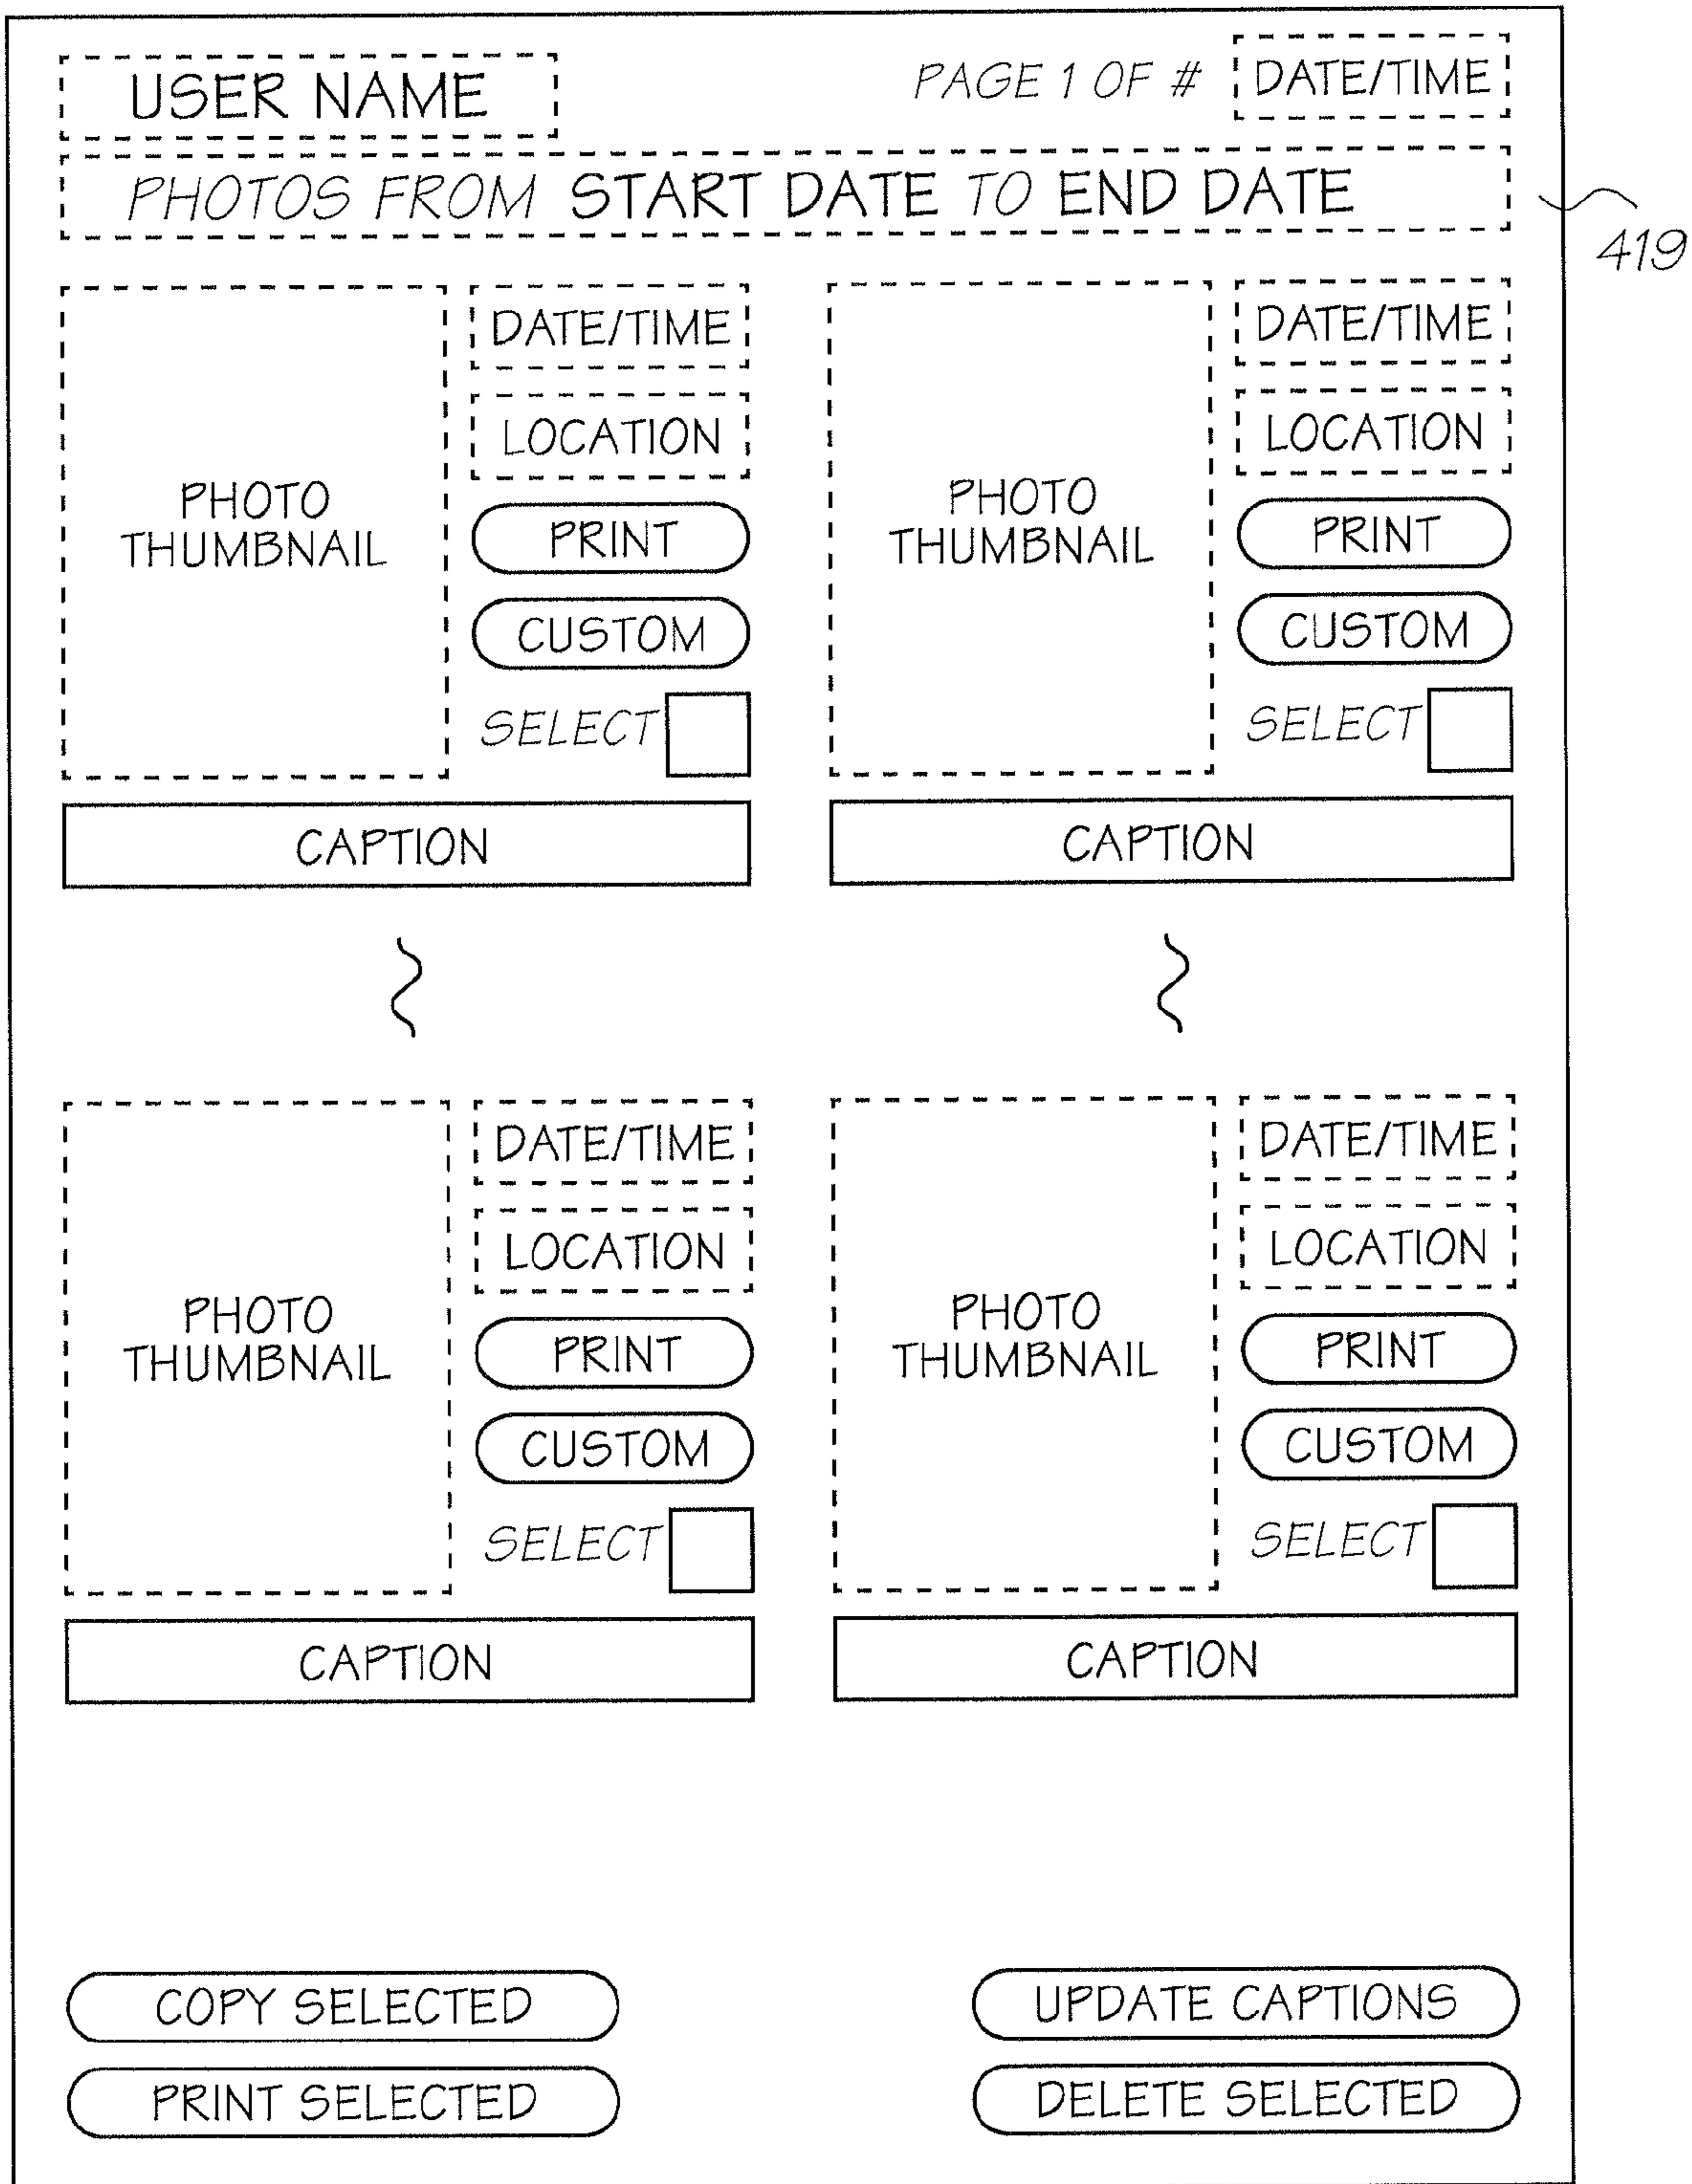 USER NAME
PAGE 1 OF # DATE/TIME
PHOTOS FROM START DATE TO END DATE
419
PHOTO
THUMBNAIL
DATE/TIME
LOCATION
PRINT
CUSTOM
SELECT
CAPTION
PHOTO
THUMBNAIL
DATE/TIME
LOCATION
PRINT
CUSTOM
SELECT
CAPTION
PHOTO
THUMBNAIL
DATE/TIME
LOCATION
PRINT
CUSTOM
SELECT
CAPTION
PHOTO
THUMBNAIL
DATE/TIME
LOCATION
PRINT
CUSTOM
SELECT
CAPTION
COPY SELECTED
PRINT SELECTED
UPDATE CAPTIONS
DELETE SELECTED